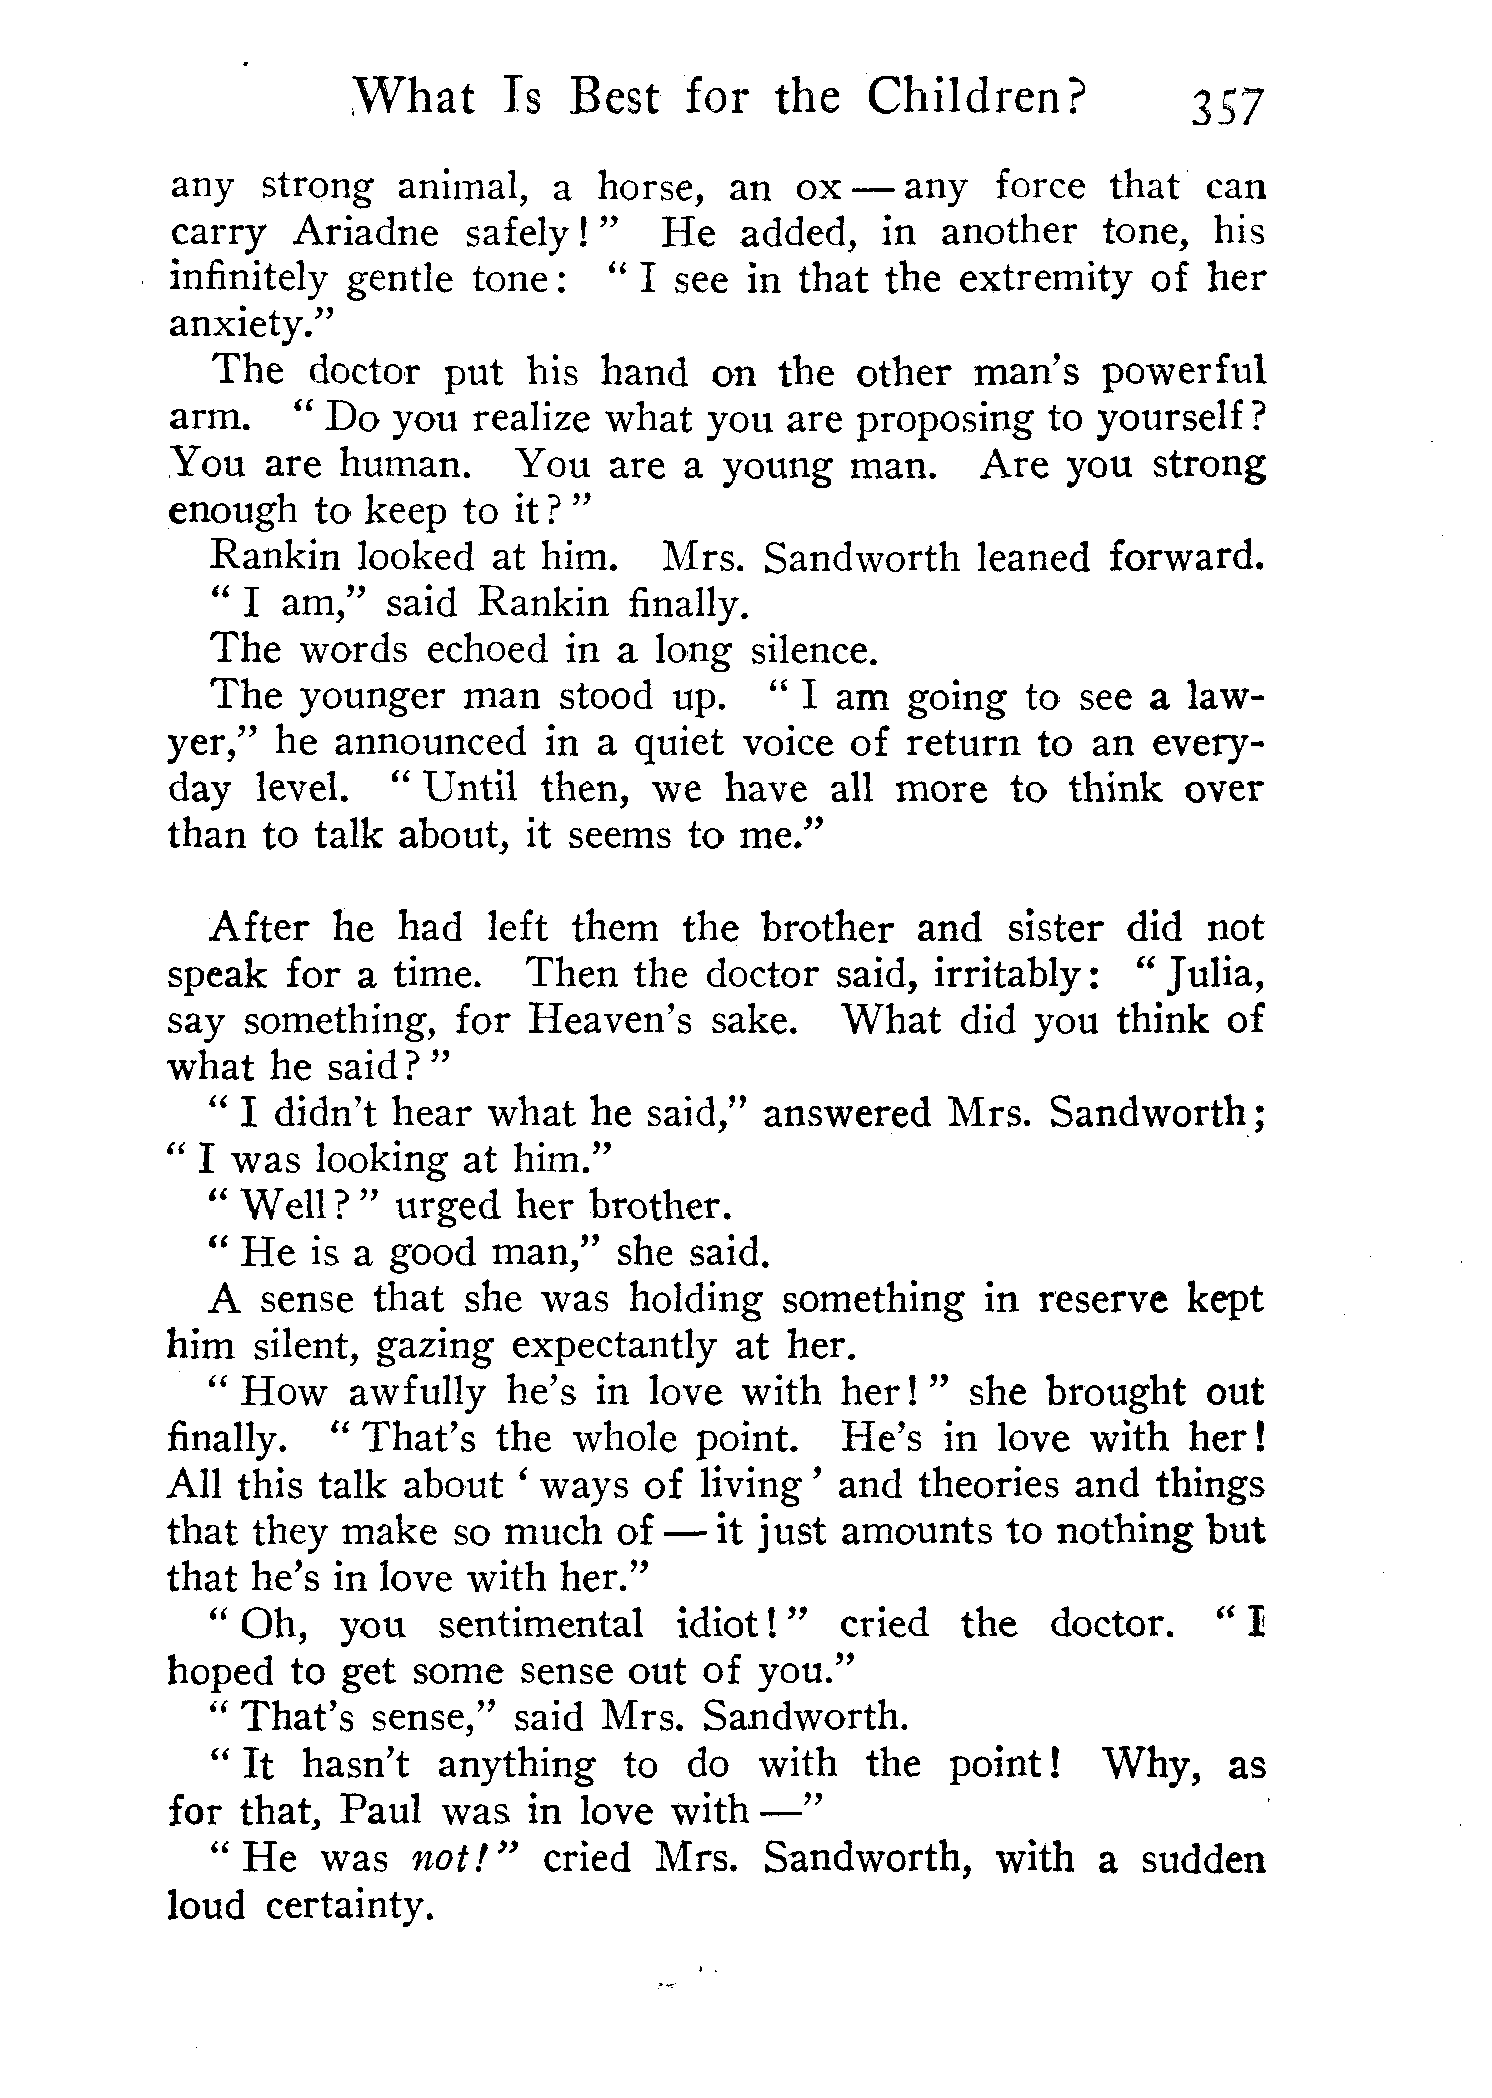 What Is Best for the Children? 357
any strong animal, a horse, an ox — any force that can
carry Ariadne safely!" He added, in another tone, his
infinitely gentle tone: "I see in that the extremity of her
anxiety."
The doctor put his hand on the other man's powerful
arm. "Do you realize what you are proposing to yourself?
You are human. You are a young man. Are you strong
enough to keep to it?"
Rankin looked at him. Mrs. Sandworth leaned forward.
"I am," said Rankin finally.
The words echoed in a long silence.
The younger man stood up. "I am going to see a law-
yer," he announced in a quiet voice of return to an every-
day level. "Until then, we have all more to think over
than to talk about, it seems to me."
After he had left them the brother and sister did not
speak for a time. Then the doctor said, irritably: "Julia,
say something, for Heaven's sake. What did you think of
what he said?"
"I didn't hear what he said," answered Mrs. Sandworth;
"I was looking at him."
"Well?" urged her brother.
"He is a good man," she said.
A sense that she was holding something in reserve kept
him silent, gazing expectantly at her.
"How awfully he's in love with her!" she brought out
finally. "That's the whole point. He's in love with her!
All this talk about 'ways of living' and theories and things
that they make so much of — it just amounts to nothing but
that he's in love with her."
"Oh, you sentimental idiot!" cried the doctor. "I
hoped to get some sense out of you."
"That's sense," said Mrs. Sandworth.
"It hasn't anything to do with the point! Why, as
for that, Paul was in love with —"
"He was not!" cried Mrs. Sandworth, with a sudden
loud certainty.